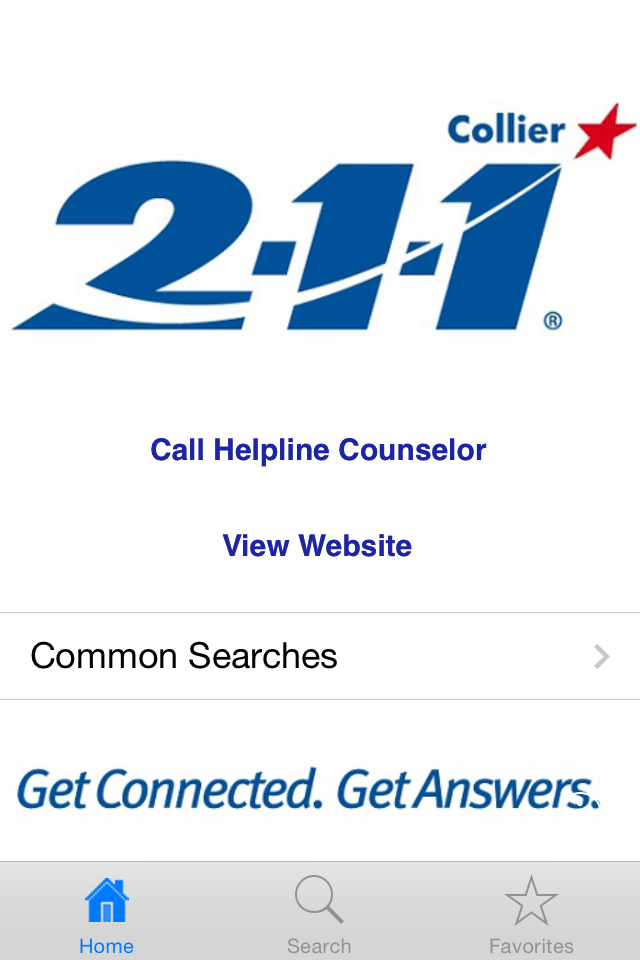 Collier
2-1-1®
Call Helpline Counselor
View Website
Common Searches
Get Connected. Get Answers.
Home
Search
Favorites